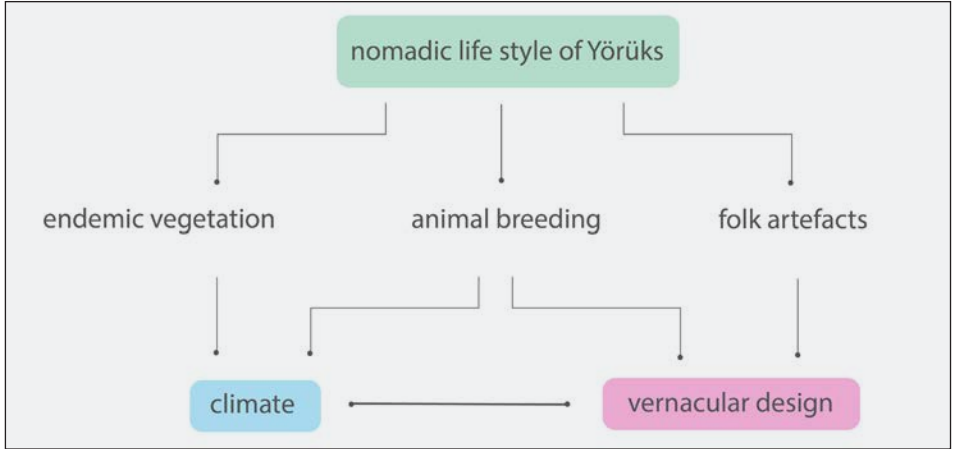 nomadic life style of Yörüks
endemic vegetation
animal breeding
folk artefacts
climate
vernacular design